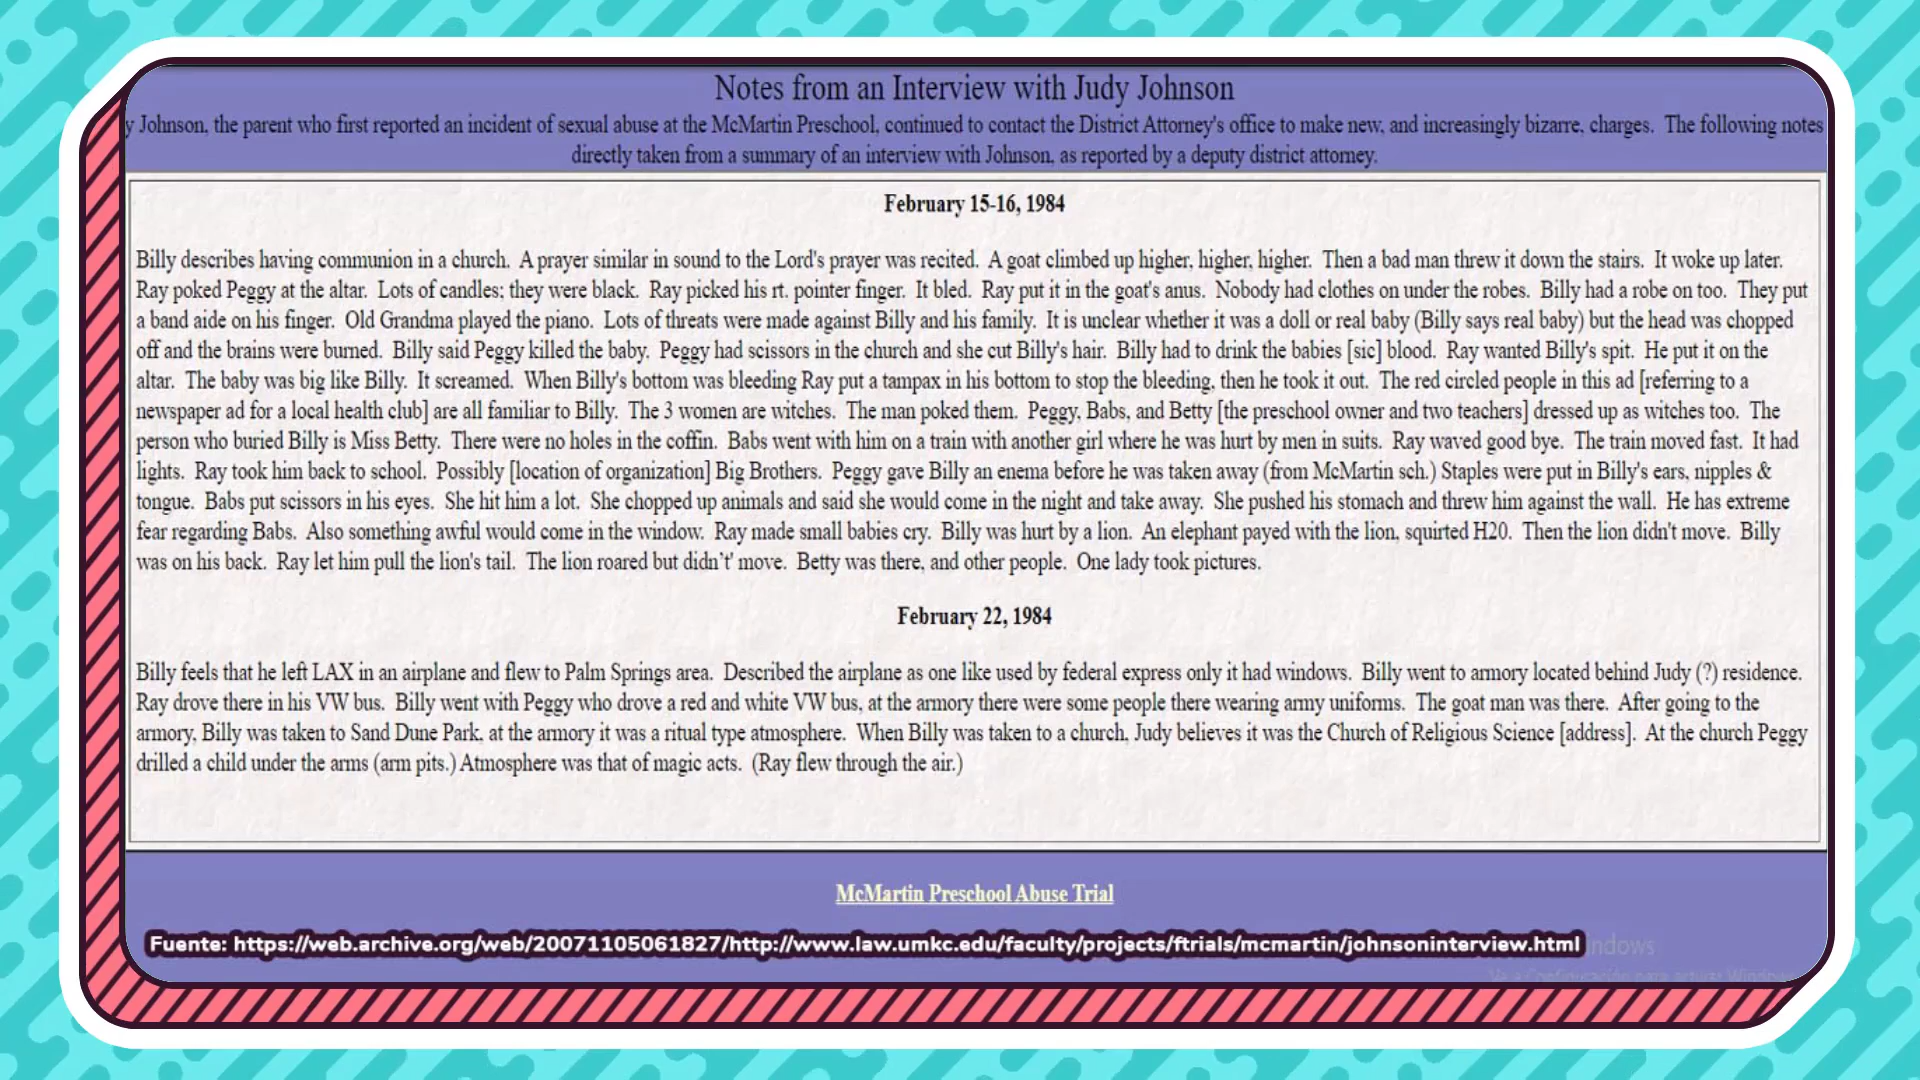 Notes from an Interview with Judy Johnson
y Johnson, the parent who first reported an incident of sexual abuse at the McMartin Preschool, continued to contact the District Attorney's office to make new, and increasingly bizarre, charges. The following notes
directly taken from a summary of an interview with Johnson, as reported by a deputy district attorney.
February 15-16, 1984
Billy describes having communion in a church. A prayer similar in sound to the Lord's prayer was recited. A goat climbed up higher, higher, higher. Then a bad man threw it down the stairs. It woke up later.
Ray poked Peggy at the altar. Lots of candles; they were black. Ray picked his rt. pointer finger. It bled. Ray put it in the goat's anus. Nobody had clothes on under the robes. Billy had a robe on too. They put
a band aide on his finger. Old Grandma played the piano. Lots of threats were made against Billy and his family. It is unclear whether it was a doll or real baby (Billy says real baby) but the head was chopped
off and the brains were burned. Billy said Peggy killed the baby. Peggy had scissors in the church and she cut Billy's hair. Billy had to drink the babies [sic] blood. Ray wanted Billy's spit. He put it on the
altar. The baby was big like Billy. It screamed. When Billy's bottom was bleeding Ray put a tampax in his bottom to stop the bleeding, then he took it out. The red circled people in this ad [referring to a
newspaper ad for a local health club] are all familiar to Billy. The 3 women are witches. The man poked them. Peggy, Babs, and Betty [the preschool owner and two teachers] dressed up as witches too. The
person who buried Billy is Miss Betty. There were no holes in the coffin. Babs went with him on a train with another girl where he was hurt by men in suits. Ray waved good bye. The train moved fast. It had
lights. Ray took him back to school. Possibly [location of organization] Big Brothers. Peggy gave Billy an enema before he was taken away (from McMartin sch.) Staples were put in Billy's ears, nipples &
tongue. Babs put scissors in his eyes. She hit him a lot. She chopped up animals and said she would come in the night and take away. She pushed his stomach and threw him against the wall. He has extreme
fear regarding Babs. Also something awful would come in the window. Ray made small babies cry. Billy was hurt by a lion. An elephant payed with the lion, squirted H20. Then the lion didn't move. Billy
was on his back. Ray let him pull the lion's tail. The lion roared but didn't' move. Betty was there, and other people. One lady took pictures.
February 22, 1984
Billy feels that he left LAX in an airplane and flew to Palm Springs area. Described the airplane as one like used by federal express only it had windows. Billy went to armory located behind Judy (?) residence.
Ray drove there in his VW bus. Billy went with Peggy who drove a red and white VW bus, at the armory there were some people there wearing army uniforms. The goat man was there. After going to the
armory, Billy was taken to Sand Dune Park, at the armory it was a ritual type atmosphere. When Billy was taken to a church, Judy believes it was the Church of Religious Science [address]. At the church Peggy
drilled a child under the arms (arm pits.) Atmosphere was that of magic acts. (Ray flew through the air.)
McMartin Preschool Abuse Trial
Fuente: https://web.archive.org/web/20071105061827/http://www.law.umkc.edu/faculty/projects/ftrials/mcmartin/johnsoninterview.html